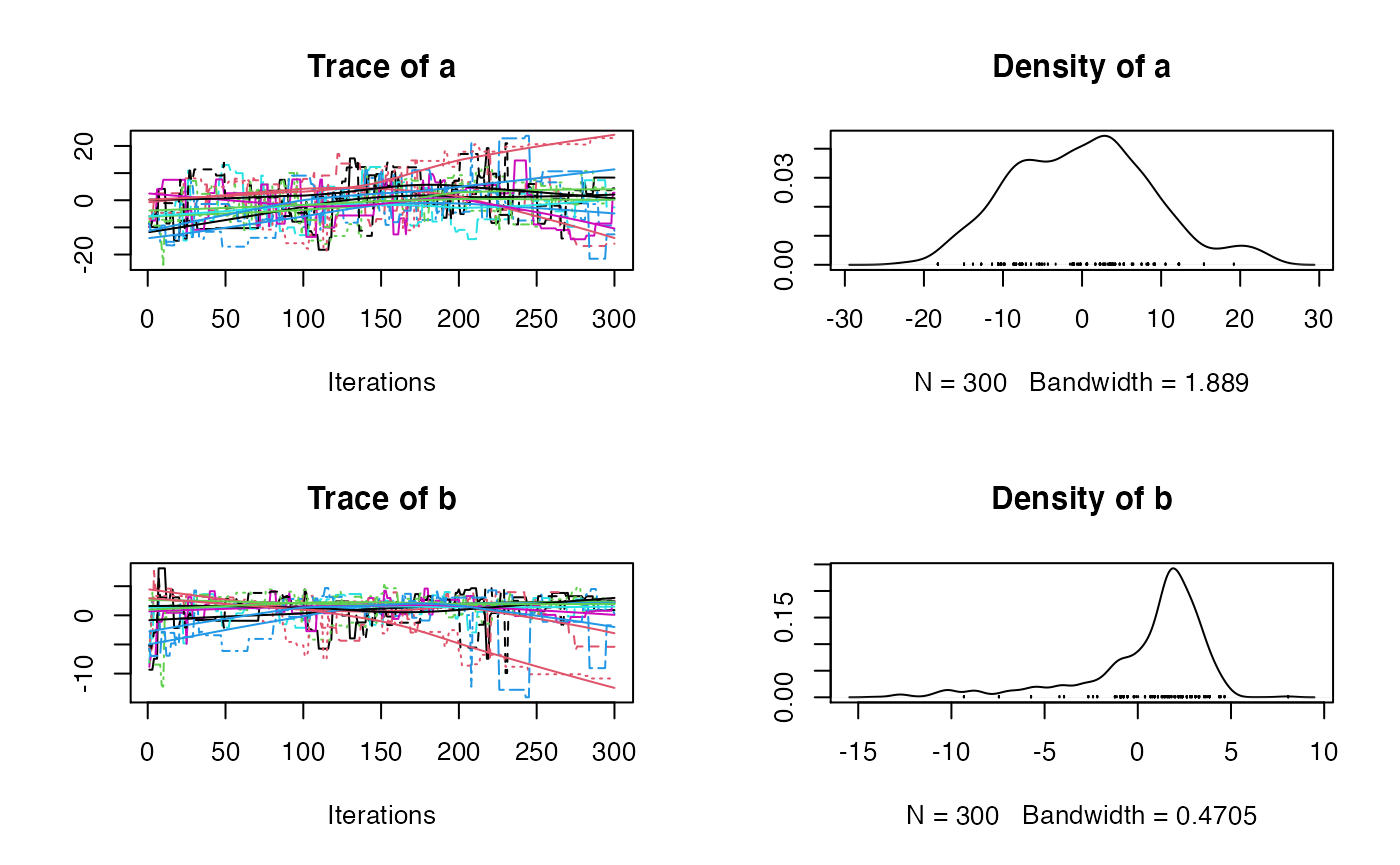 Trace of a
20
0
-20
0 50 100 150 200 250 300
Iterations
Density of a
0.03
0.00
-30 -20 -10 0 10 20 30
N = 300 Bandwidth = 1.889
Trace of b
0
-10
0 50 100 150 200 250 300
Iterations
Density of b
0.15
0.00
-15 -10 -5 0 5 10
N = 300 Bandwidth = 0.4705